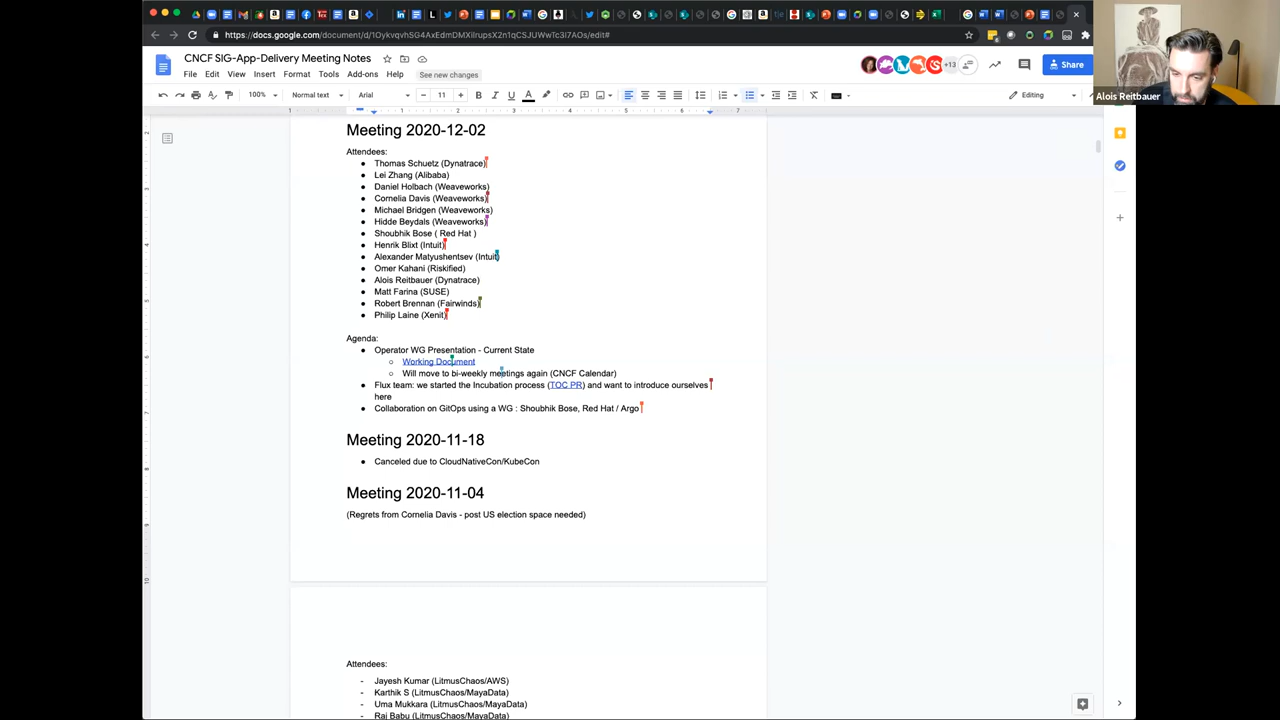 https://docs.google.com/document/d/1OykvqvhSG4AxEdmDMXiIrupsX2n1qCSJUWwTc3I7AOs/edit#
CNCF SIG-App-Delivery Meeting Notes
File Edit View Insert Format Tools Add-ons Help See new changes
+13
Share
Alois Reitbauer
100% Normal text Arial 11 Editing
Meeting 2020-12-02
Attendees:
● Thomas Schuetz (Dynatrace)
● Lei Zhang (Alibaba)
● Daniel Holbach (Weaveworks)
● Cornelia Davis (Weaveworks)
● Michael Bridgen (Weaveworks)
● Hidde Beydals (Weaveworks)
● Shoubhik Bose ( Red Hat )
● Henrik Blixt (Intuit)
● Alexander Matyushentsev (Intuit)
● Omer Kahani (Riskified)
● Alois Reitbauer (Dynatrace)
● Matt Farina (SUSE)
● Robert Brennan (Fairwinds)
● Philip Laine (Xenit)
Agenda:
● Operator WG Presentation - Current State
○ Working Document
○ Will move to bi-weekly meetings again (CNCF Calendar)
● Flux team: we started the Incubation process (TOC PR) and want to introduce ourselves
here
● Collaboration on GitOps using a WG : Shoubhik Bose, Red Hat / Argo
Meeting 2020-11-18
● Canceled due to CloudNativeCon/KubeCon
Meeting 2020-11-04
(Regrets from Cornelia Davis - post US election space needed)
Attendees:
- Jayesh Kumar (LitmusChaos/AWS)
- Karthik S (LitmusChaos/MayaData)
- Uma Mukkara (LitmusChaos/MayaData)
- Raj Babu (LitmusChaos/MayaData)